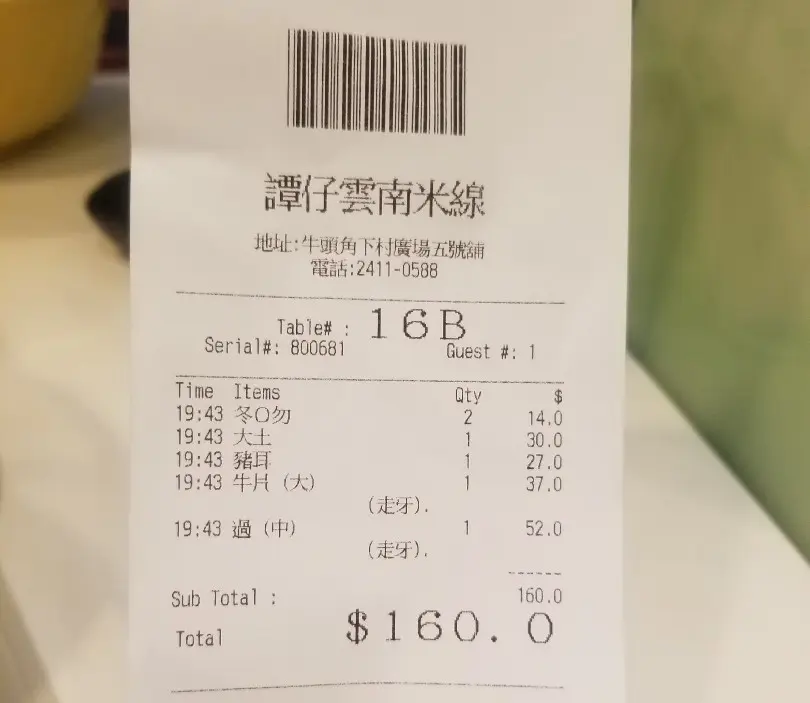 譚仔雲南米線
地址:牛頭角下村廣場五號舖
電話:2411-0588
Table# : 16B
Serial#: 800681 Guest #: 1
Time Items Qty $
19:43 冬O勿 2 14.0
19:43 大土 1 30.0
19:43 豬耳 1 27.0
19:43 牛片 (大) 1 37.0
(走牙).
19:43 過 (中) 1 52.0
(走牙).
Sub Total : 160.0
Total $160.0